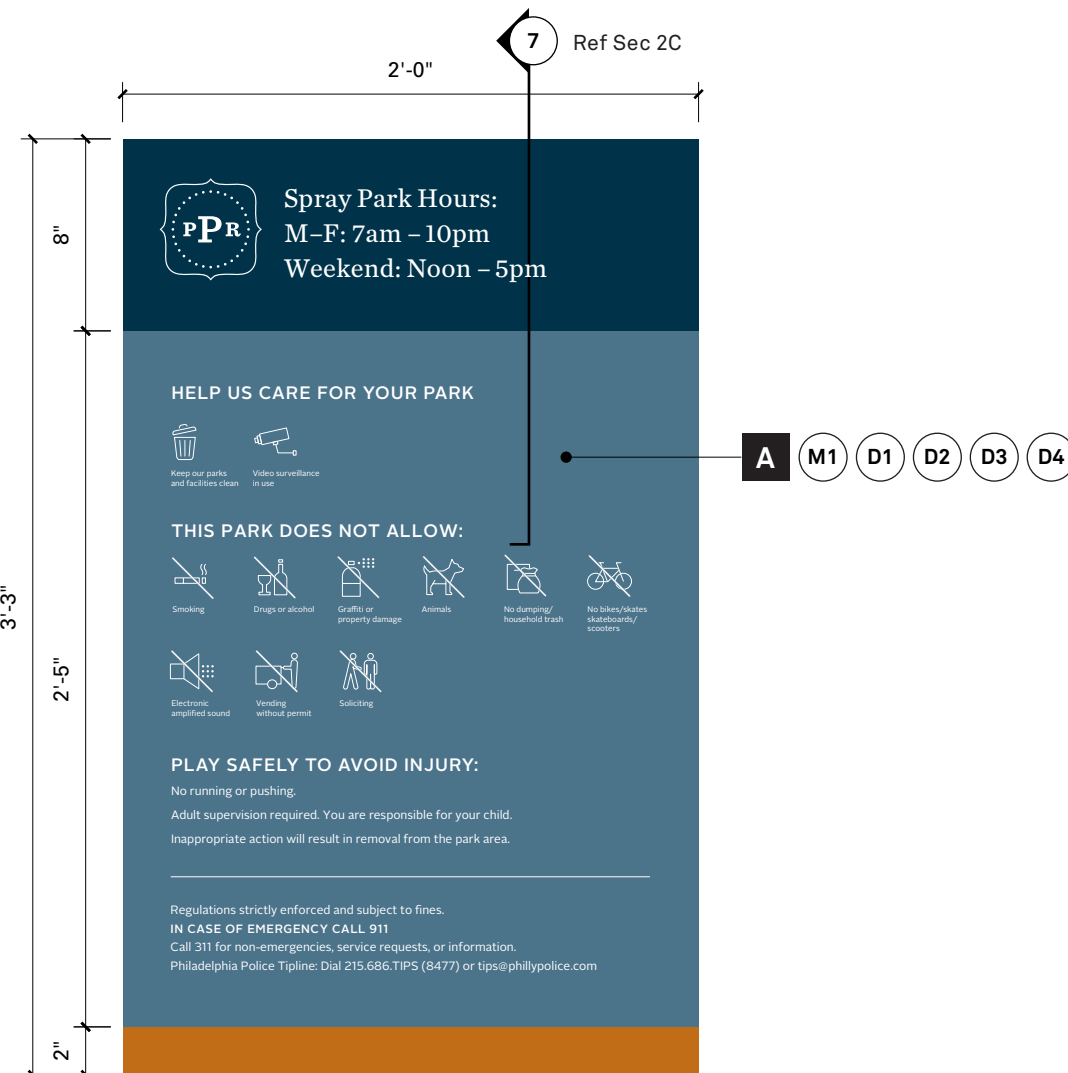 7 Ref Sec 2C
2'-0"
8"
PPR
Spray Park Hours:
M–F: 7am – 10pm
Weekend: Noon – 5pm
HELP US CARE FOR YOUR PARK
Keep our parks
and facilities clean
Video surveillance
in use
A M1 D1 D2 D3 D4
THIS PARK DOES NOT ALLOW:
Smoking
Drugs or alcohol
Graffiti or
property damage
Animals
No dumping/
household trash
No bikes/skates
skateboards/
scooters
3'-3"
2'-5"
Electronic
amplified sound
Vending
without permit
Soliciting
PLAY SAFELY TO AVOID INJURY:
No running or pushing.
Adult supervision required. You are responsible for your child.
Inappropriate action will result in removal from the park area.
Regulations strictly enforced and subject to fines.
IN CASE OF EMERGENCY CALL 911
Call 311 for non-emergencies, service requests, or information.
Philadelphia Police Tipline: Dial 215.686.TIPS (8477) or tips@phillypolice.com
2"